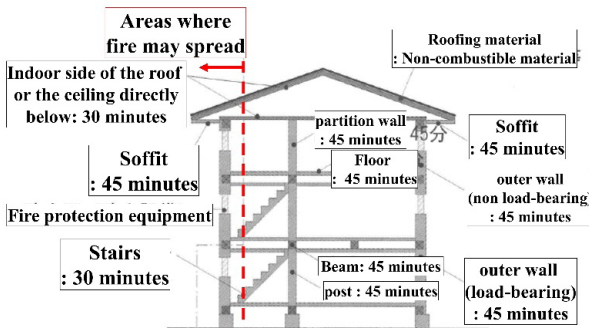 Areas where
fire may spread
Roofing material
: Non-combustible material
Indoor side of the roof
or the ceiling directly
below: 30 minutes
partition wall
: 45 minutes
45分
Soffit
: 45 minutes
Soffit
: 45 minutes
Floor
: 45 minutes
outer wall
(non load-bearing)
: 45 minutes
Fire protection equipment
Stairs
: 30 minutes
Beam: 45 minutes
post : 45 minutes
outer wall
(load-bearing)
: 45 minutes